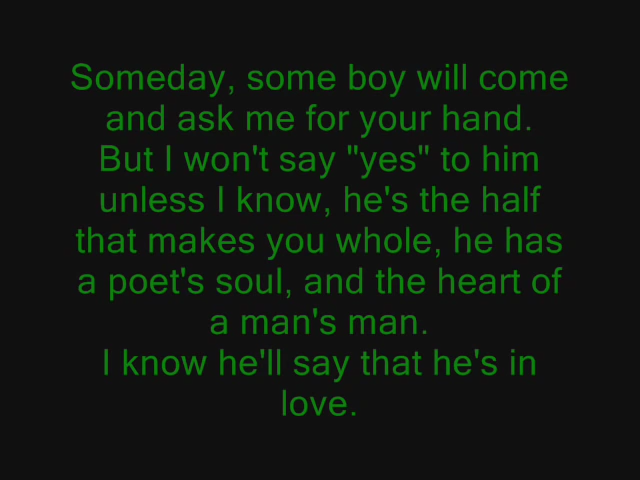 Someday, some boy will come
and ask me for your hand.
But I won't say "yes" to him
unless I know, he's the half
that makes you whole, he has
a poet's soul, and the heart of
a man's man.
I know he'll say that he's in
love.